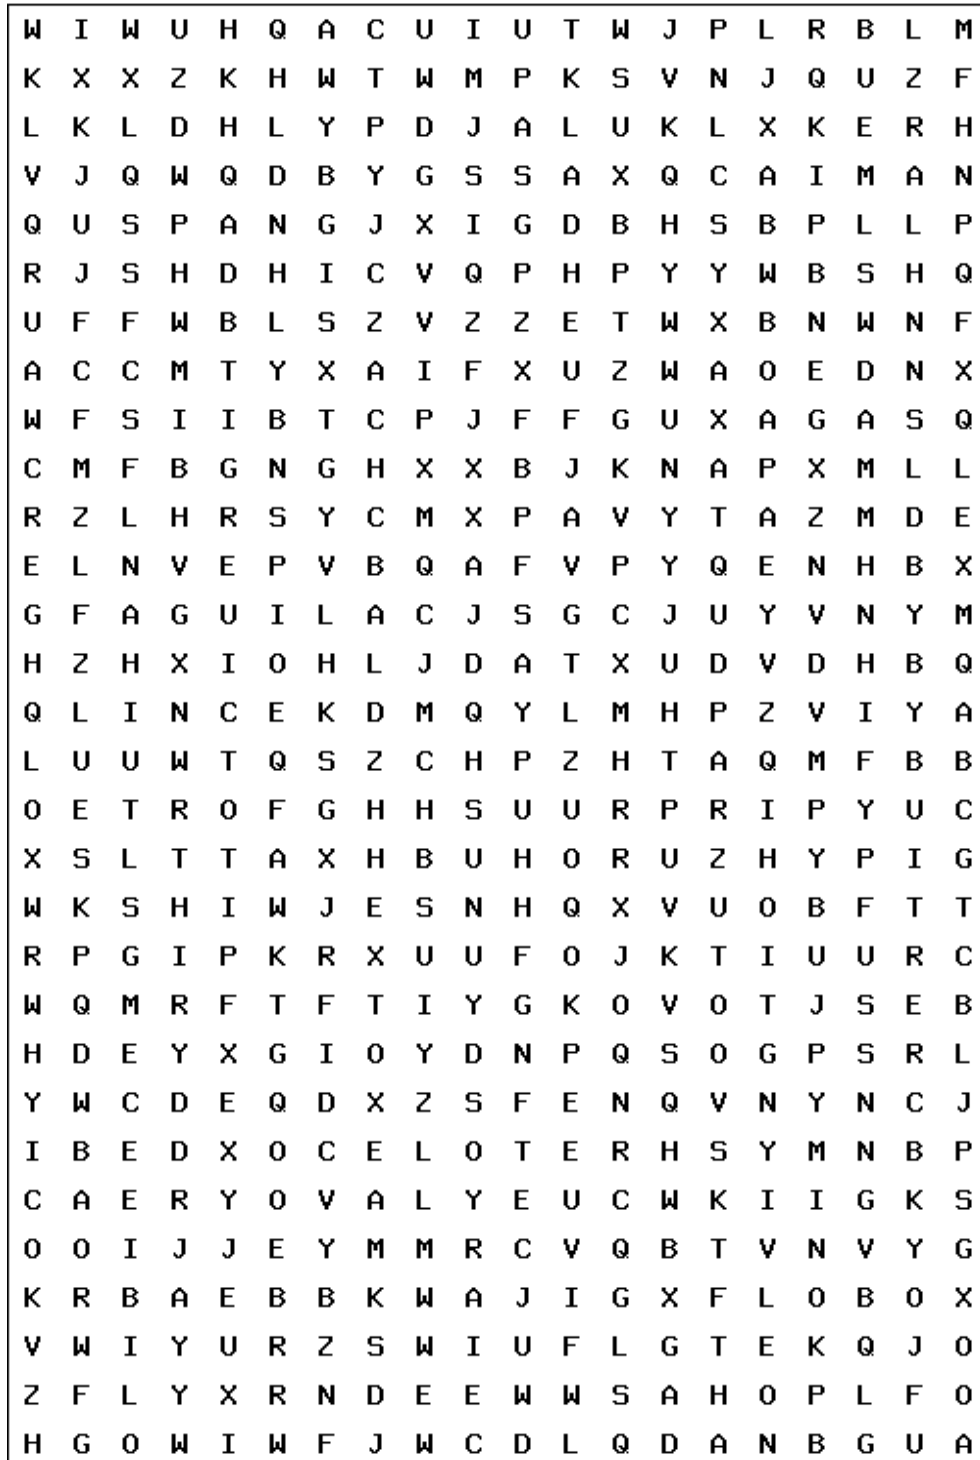 W I W U H Q A C U I U T W J P L R B L M
K X X Z K H W T W M P K S V N J Q U Z F
L K L D H L Y P D J A L U K L X K E R H
V J Q W Q D B Y G S S A X Q C A I M A N
Q U S P A N G J X I G D B H S B P L L P
R J S H D H I C V Q P H P Y Y W B S H Q
U F F W B L S Z V Z Z E T W X B N W N F
A C C M T Y X A I F X U Z W A O E D N X
W F S I I B T C P J F F G U X A G A S Q
C M F B G N G H X X B J K N A P X M L L
R Z L H R S Y C M X P A V Y T A Z M D E
E L N V E P V B Q A F V P Y Q E N H B X
G F A G U I L A C J S G C J U Y V N Y M
H Z H X I O H L J D A T X U D V D H B Q
Q L I N C E K D M Q Y L M H P Z V I Y A
L U U W T Q S Z C H P Z H T A Q M F B B
O E T R O F G H H S U U R P R I P Y U C
X S L T T A X H B U H O R U Z H Y P I G
W K S H I W J E S N H Q X V U O B F T T
R P G I P K R X U U F O J K T I U U R C
W Q M R F T F T I Y G K O V O T J S E B
H D E Y X G I O Y D N P Q S O G P S R L
Y W C D E Q D X Z S F E N Q V N Y N C J
I B E D X O C E L O T E R H S Y M N B P
C A E R Y O V A L Y E U C W K I I G K S
O O I J J E Y M M R C V Q B T V N V Y G
K R B A E B B K W A J I G X F L O B O X
V W I Y U R Z S W I U F L G T E K Q J O
Z F L Y X R N D E E W W S A H O P L F O
H G O W I W F J W C D L Q D A N B G U A